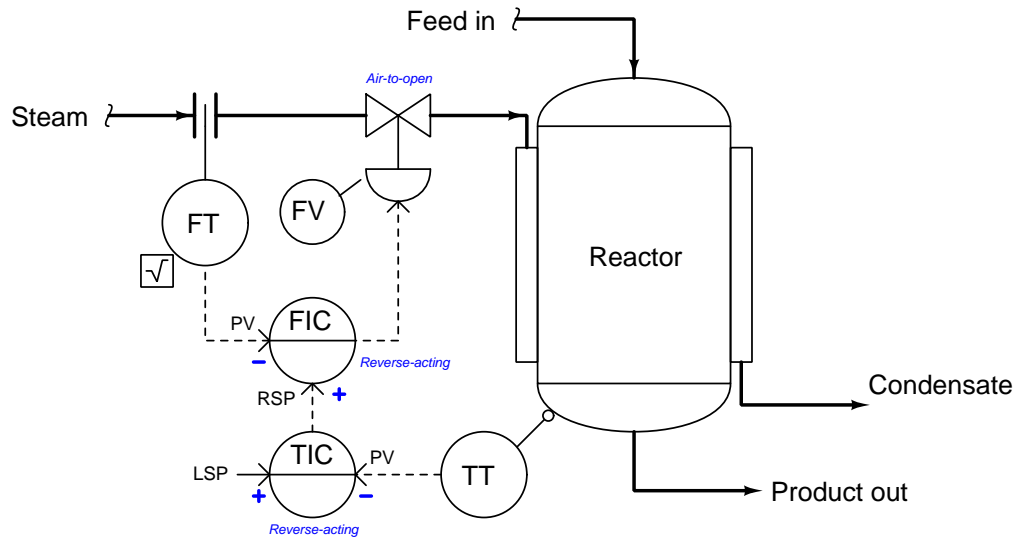 Feed in
Air-to-open
Steam
FT
FV
Reactor
√
PV
FIC
−
Reverse-acting
RSP
+
Condensate
TIC
PV
LSP
TT
+
−
Product out
Reverse-acting